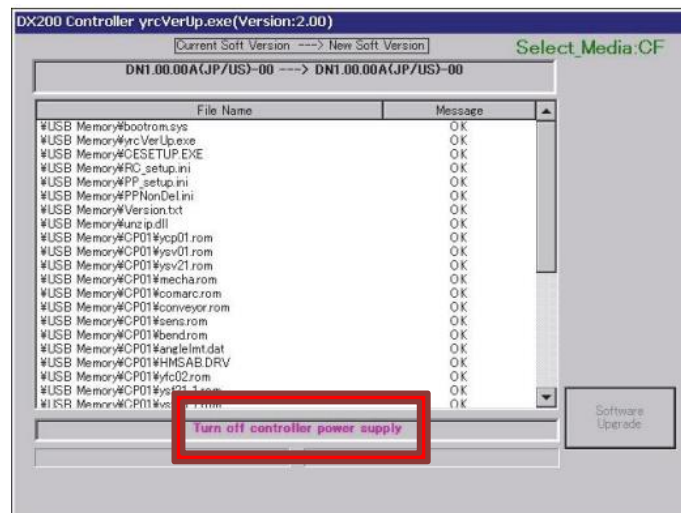 DX200 Controller yrcVerUp.exe(Version:2.00)
Current Soft Version ---> New Soft Version
Select_Media:CF
DN1.00.00A(JP/US)-00 ---> DN1.00.00A(JP/US)-00
File Name Message
¥USB Memory¥bootrom.sys OK
¥USB Memory¥yrcVerUp.exe OK
¥USB Memory¥CESETUP.EXE OK
¥USB Memory¥RC_setup.ini OK
¥USB Memory¥PP_setup.ini OK
¥USB Memory¥PPNonDel.ini OK
¥USB Memory¥Version.txt OK
¥USB Memory¥unzip.dll OK
¥USB Memory¥CP01¥ycp01.rom OK
¥USB Memory¥CP01¥ysv01.rom OK
¥USB Memory¥CP01¥ysv21.rom OK
¥USB Memory¥CP01¥mecha.rom OK
¥USB Memory¥CP01¥comarc.rom OK
¥USB Memory¥CP01¥conveyor.rom OK
¥USB Memory¥CP01¥sens.rom OK
¥USB Memory¥CP01¥bend.rom OK
¥USB Memory¥CP01¥anglelmt.dat OK
¥USB Memory¥CP01¥HMSAB.DRV OK
¥USB Memory¥CP01¥yfc02.rom OK
¥USB Memory¥CP01¥ysf21_1.rom OK
¥USB OK
Turn off controller power supply
Software
Upgrade